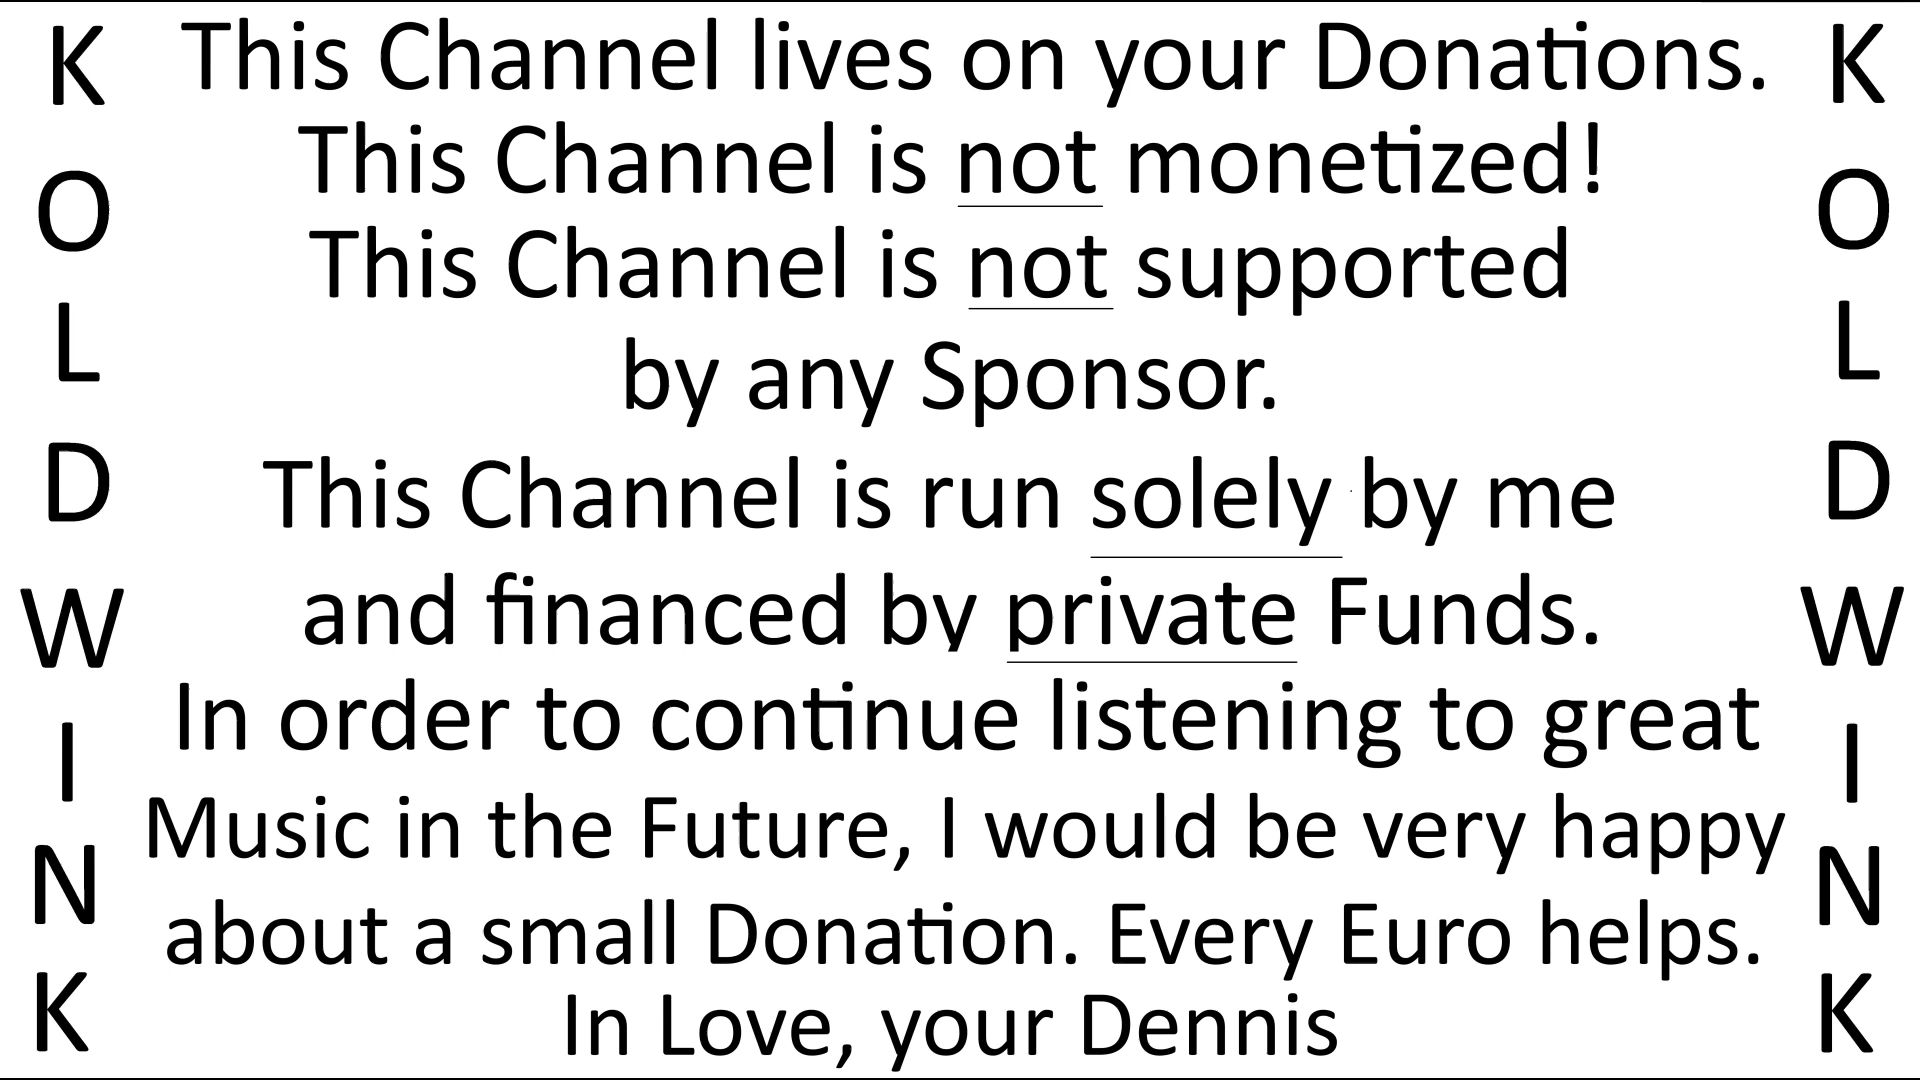 KOLDWINK
This Channel lives on your Donations.
This Channel is not monetized!
This Channel is not supported
by any Sponsor.
This Channel is run solely by me
and financed by private Funds.
In order to continue listening to great
Music in the Future, I would be very happy
about a small Donation. Every Euro helps.
In Love, your Dennis
KOLDWINK